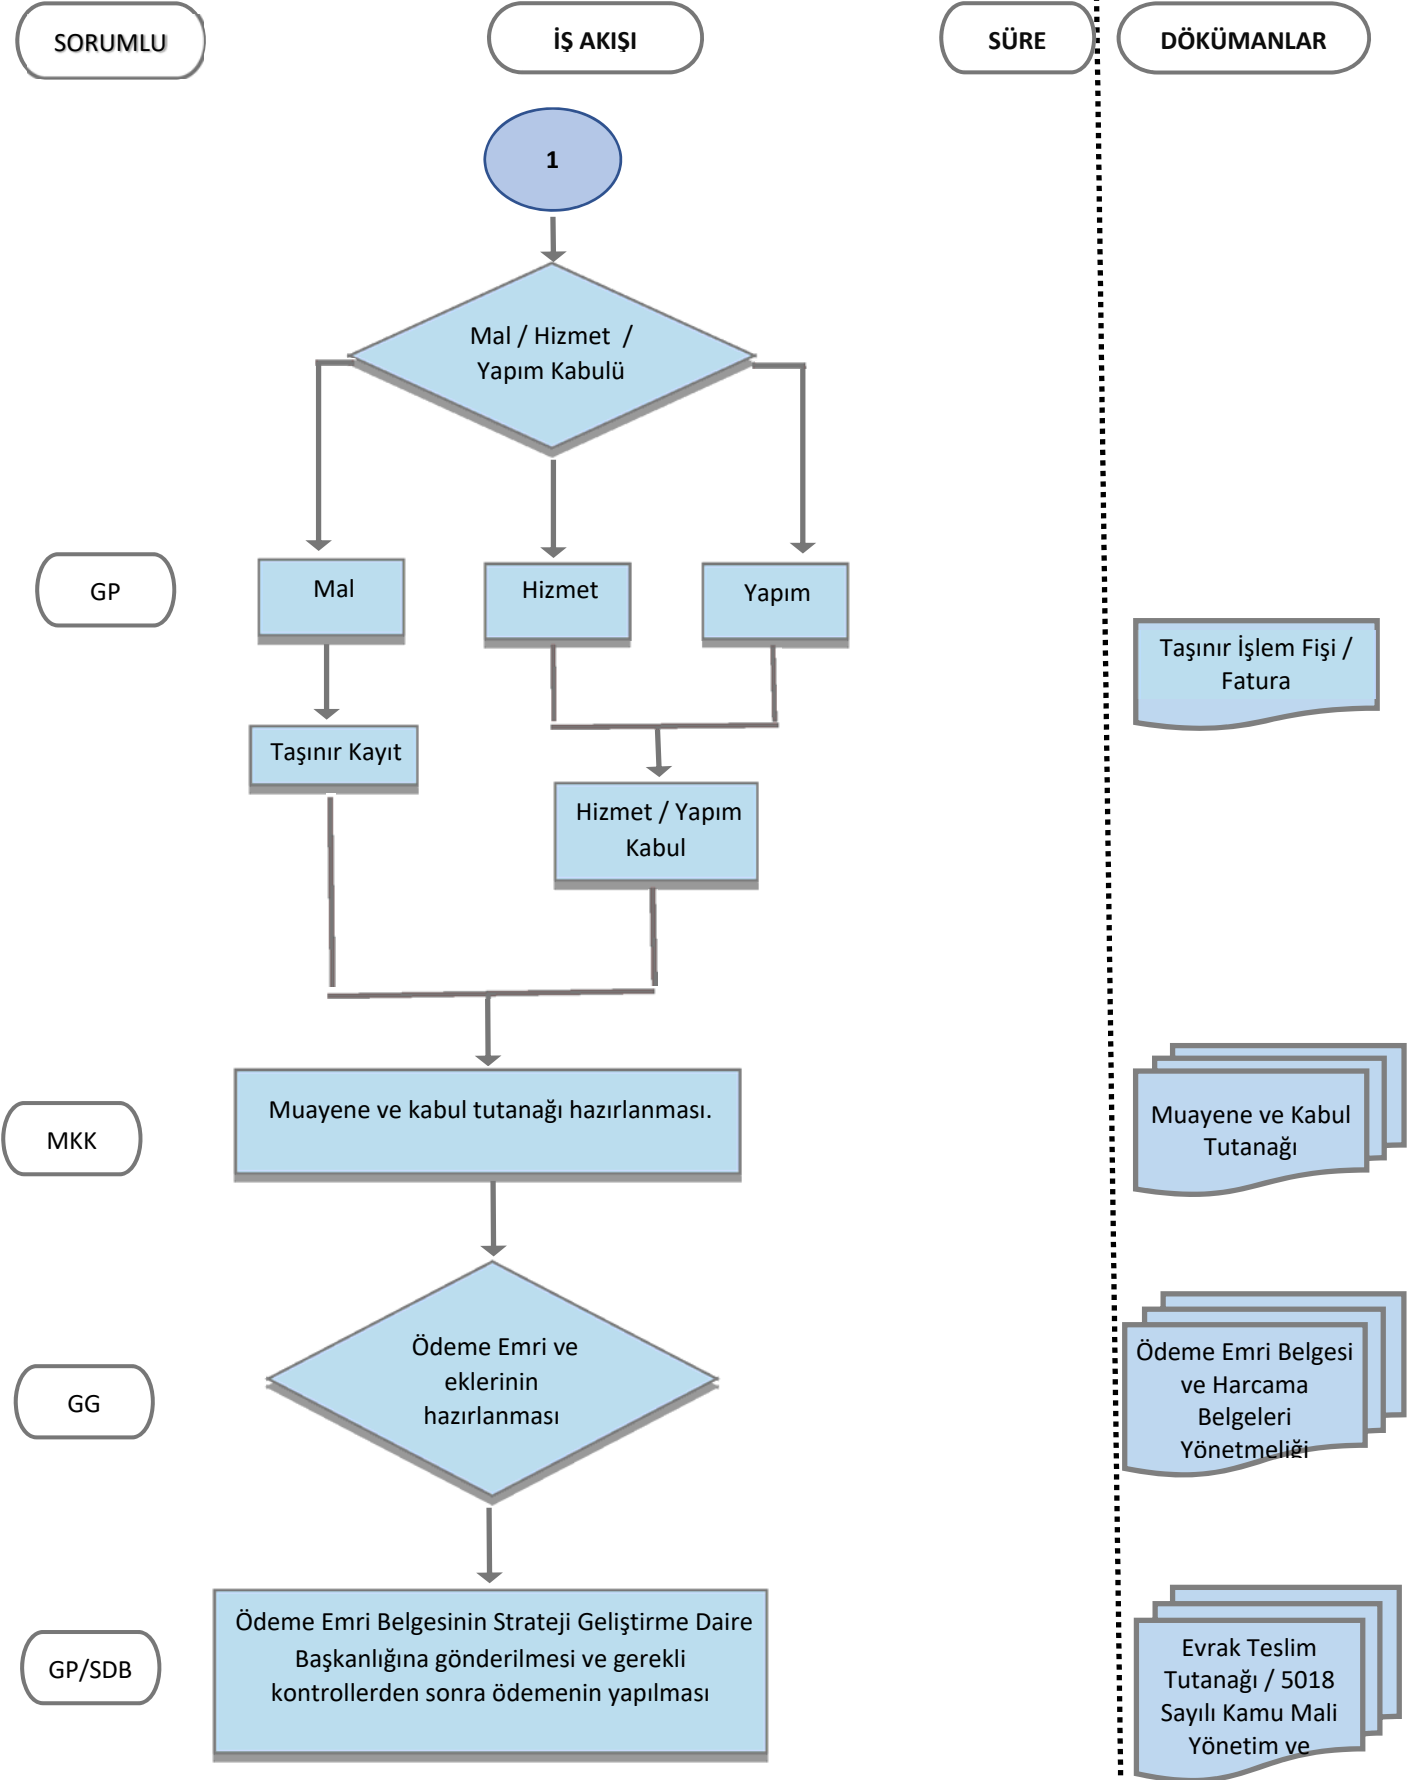 SORUMLU
İŞ AKIŞI
SÜRE
DÖKÜMANLAR
1
Mal / Hizmet /
Yapım Kabulü
GP
Mal
Hizmet
Yapım
Taşınır İşlem Fişi /
Fatura
Taşınır Kayıt
Hizmet / Yapım
Kabul
MKK
Muayene ve kabul tutanağı hazırlanması.
Muayene ve Kabul
Tutanağı
GG
Ödeme Emri ve
eklerinin
hazırlanması
Ödeme Emri Belgesi
ve Harcama
Belgeleri
Yönetmeliği
GP/SDB
Ödeme Emri Belgesinin Strateji Geliştirme Daire
Başkanlığına gönderilmesi ve gerekli
kontrollerden sonra ödemenin yapılması
Evrak Teslim
Tutanağı / 5018
Sayılı Kamu Mali
Yönetim ve